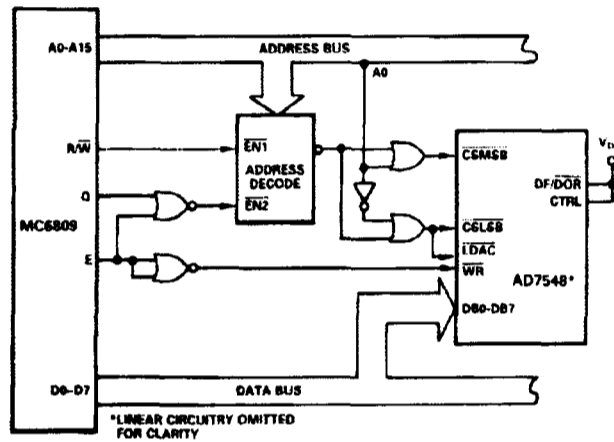 A0-A15
ADDRESS BUS
A0
R/W
EN1
ADDRESS
DECODE
EN2
Q
MC6809
E
CSMSB
DF/DOR
CTRL
CSLSB
LDAC
WR
AD7548*
DB0-DB7
D0-D7
DATA BUS
*LINEAR CIRCUITRY OMITTED
FOR CLARITY